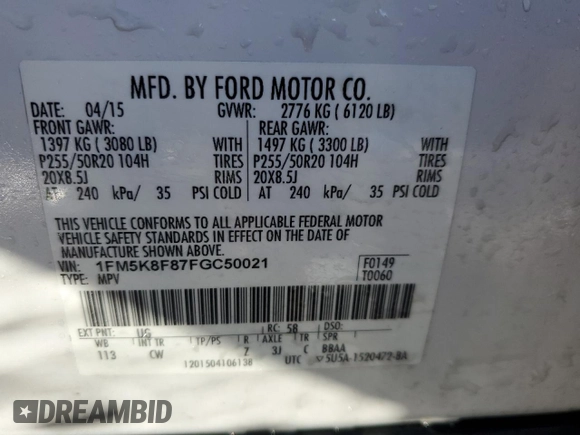 MFD. BY FORD MOTOR CO.
DATE: 04/15 GVWR: 2776 KG ( 6120 LB)
FRONT GAWR: REAR GAWR:
1397 KG ( 3080 LB) WITH 1497 KG ( 3300 LB) WITH
P255/50R20 104H TIRES P255/50R20 104H TIRES
20X8.5J RIMS 20X8.5J RIMS
AT 240 kPa/ 35 PSI COLD AT 240 kPa/ 35 PSI COLD
THIS VEHICLE CONFORMS TO ALL APPLICABLE FEDERAL MOTOR
VEHICLE SAFETY STANDARDS IN EFFECT ON THE DATE OF
MANUFACTURE SHOWN ABOVE.
VIN: 1FM5K8F87FGC50021 F0149
TYPE: MPV T0060
EXT PNT: UG RC: 58 DSO:
WB INT TR TP/PS R AXLE TR SPR
113 CW Z 3J C BBAA
1201504106138 UTC 5U5A-1520472-BA
DREAMBID
DREAMBID.COM